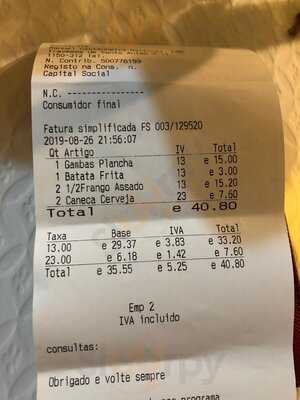 1150-312 Tel.
N. Contrib. 500776199
Registo na Cons. n.
Capital Social
N.C. ---------------
Consumidor final
Fatura simplificada FS 003/129520
2019-08-26 21:56:07
Qt Artigo IV Total
1 Gambas Plancha 13 e 15.00
1 Batata Frita 13 e 3.00
2 1/2Frango Assado 13 e 15.20
2 Caneca Cerveja 23 e 7.60
Total e 40.80
Taxa Base IVA Total
13.00 e 29.37 e 3.83 e 33.20
23.00 e 6.18 e 1.42 e 7.60
Total e 35.55 e 5.25 e 40.80
Emp 2
IVA incluido
consultas:
Obrigado e volte sempre
programa